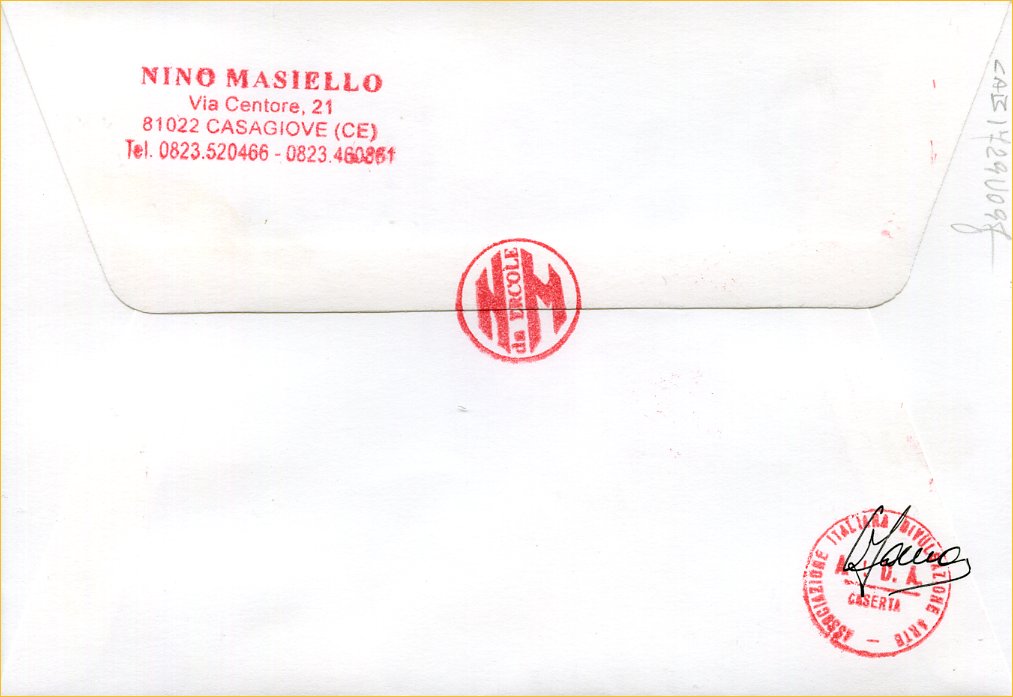 NINO MASIELLO
Via Centore, 21
81022 CASAGIOVE (CE)
Tel. 0823.520466 - 0823.460861
NM
da ERCOLE
ASSOCIAZIONE ITALIANA DIVULGAZIONE ARTE
A. I. D. A.
CASERTA